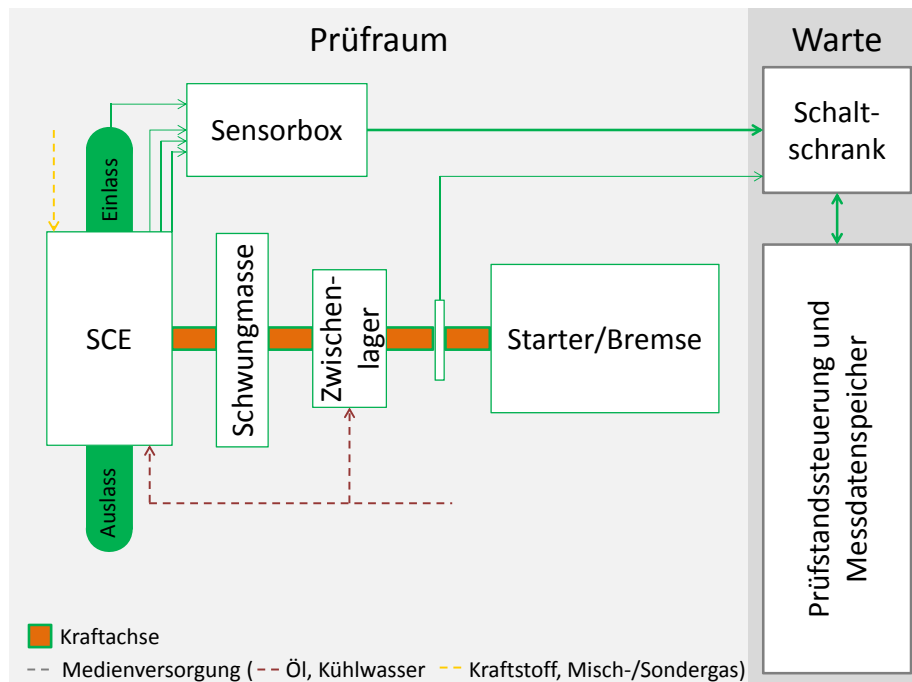 Prüfraum
Warte
Sensorbox
Schalt-
schrank
Einlass
SCE
Schwungmasse
Zwischen-
lager
Starter/Bremse
Prüfstandssteuerung und
Messdatenspeicher
Auslass
Kraftachse
Medienversorgung ( Öl, Kühlwasser Kraftstoff, Misch-/Sondergas)